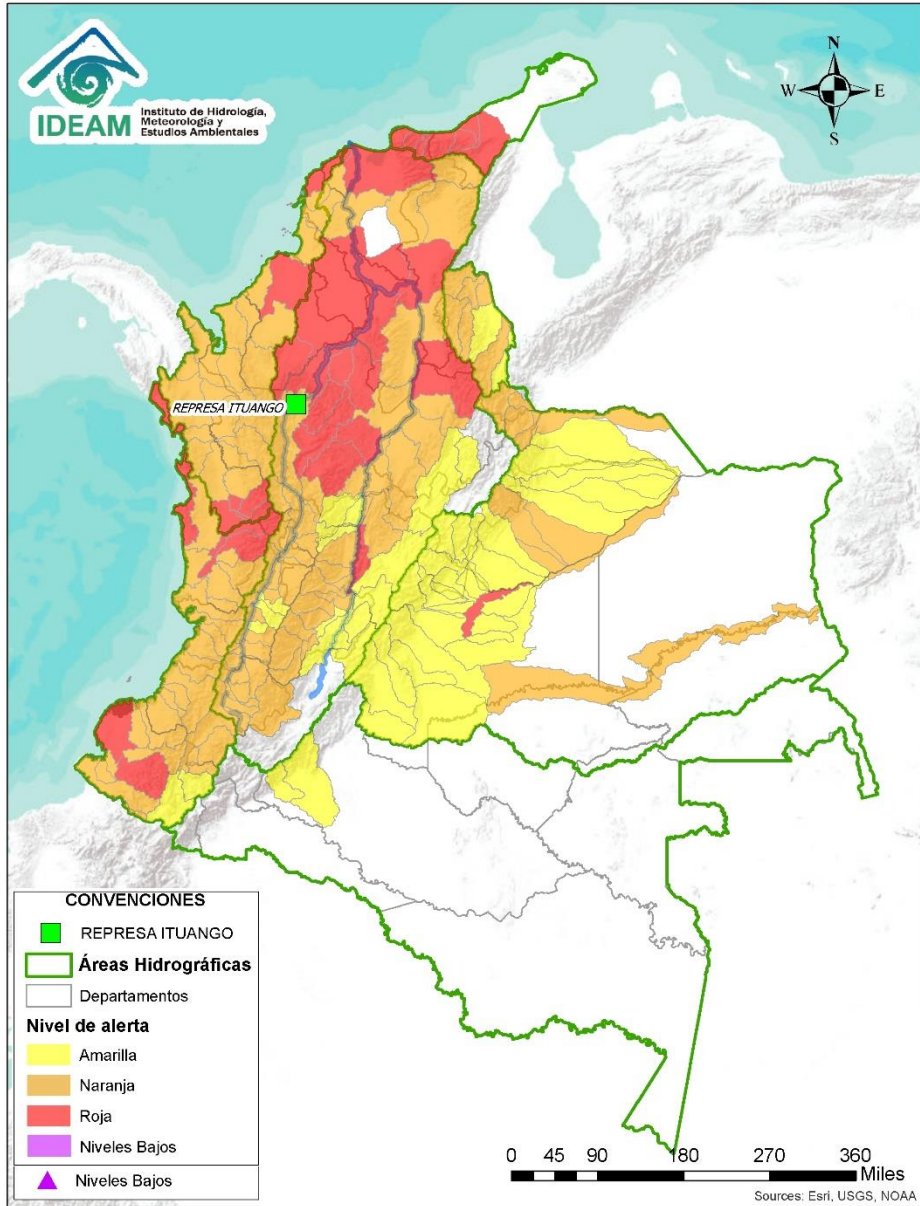 IDEAM
Instituto de Hidrología,
Meteorología y
Estudios Ambientales
N
W
E
S
REPRESA ITUANGO
CONVENCIONES
REPRESA ITUANGO
Áreas Hidrográficas
Departamentos
Nivel de alerta
Amarilla
Naranja
Roja
Niveles Bajos
Niveles Bajos
0 45 90 180 270 360
Miles
Sources: Esri, USGS, NOAA